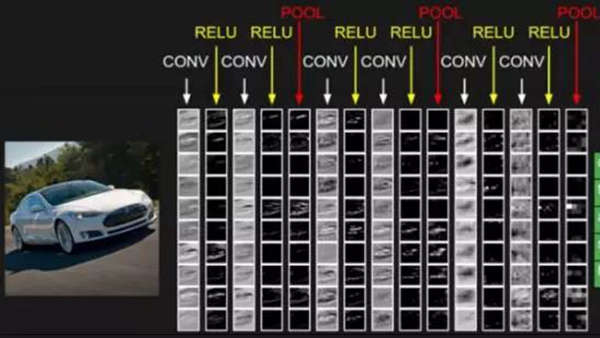 POOL POOL POOL
RELU RELU RELU RELU RELU RELU
CONV CONV CONV CONV CONV CONV